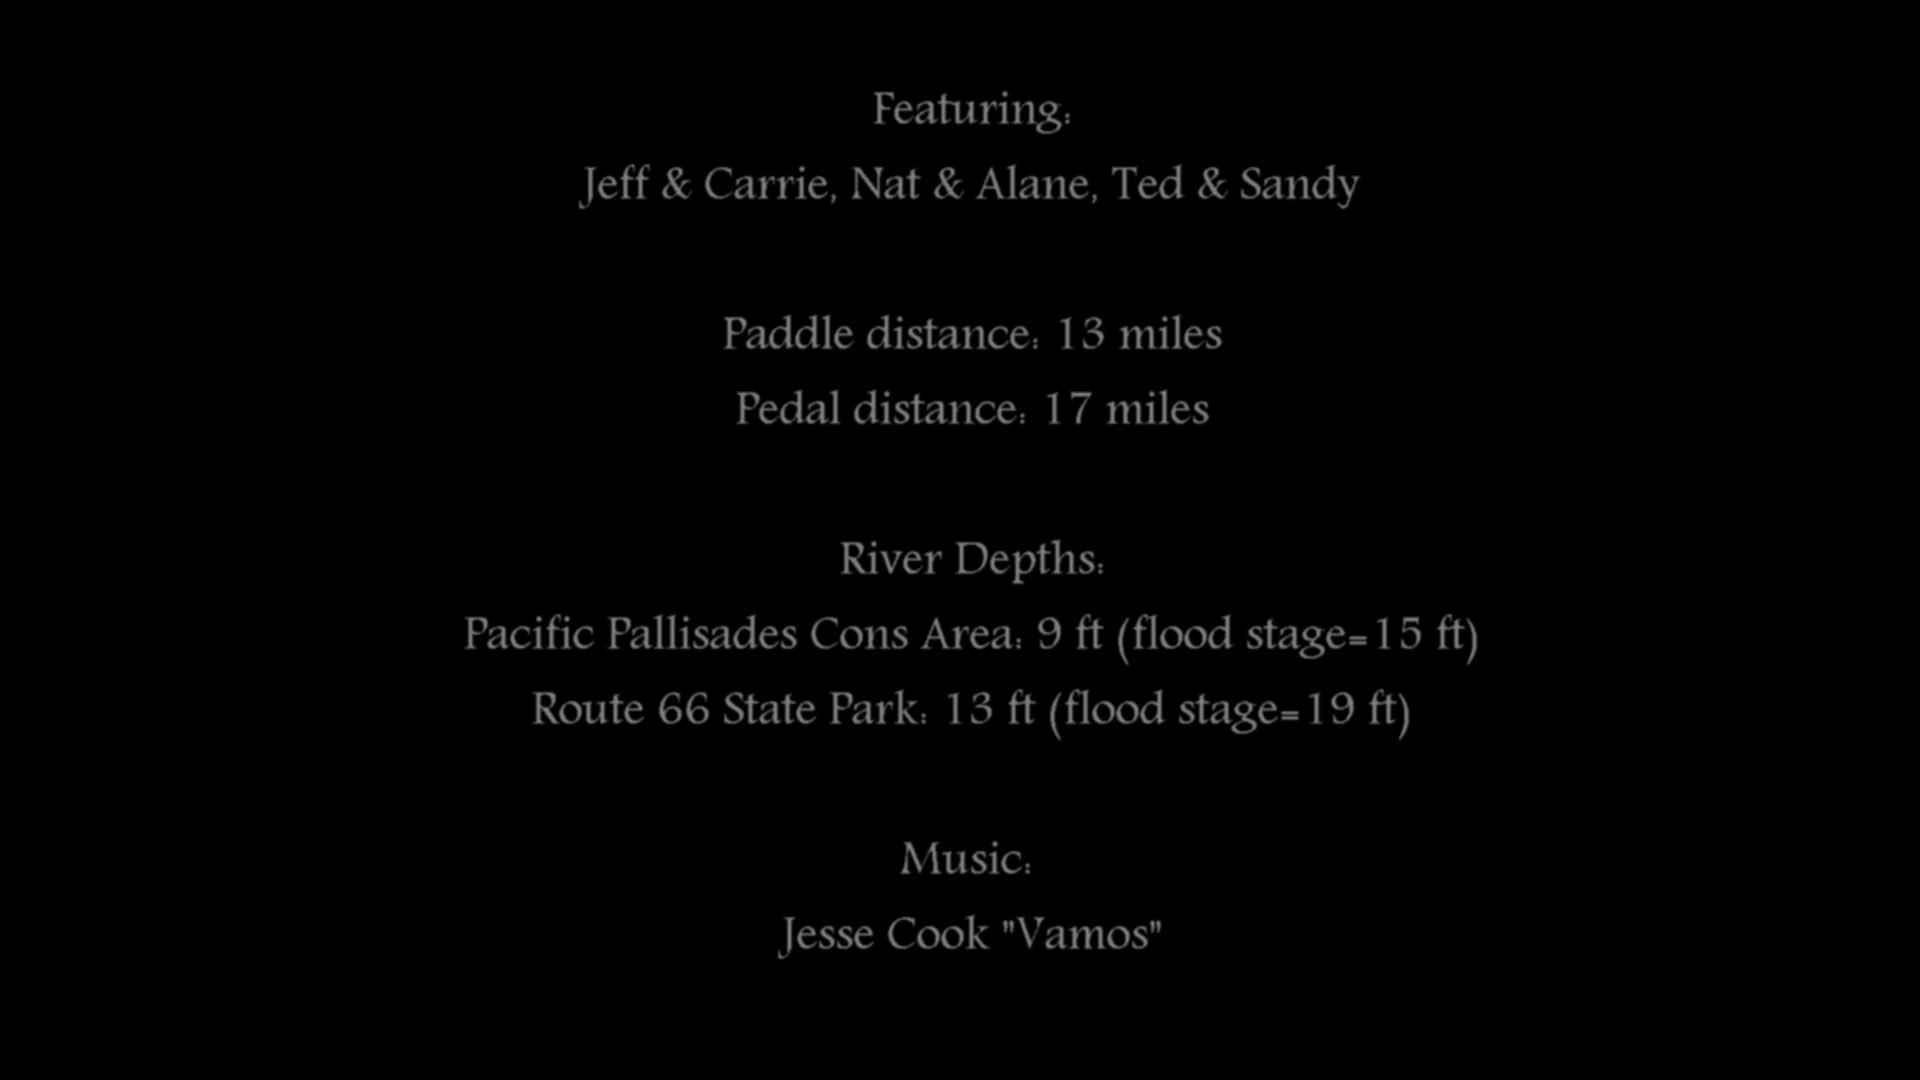 Featuring:
Jeff & Carrie, Nat & Alane, Ted & Sandy
Paddle distance: 13 miles
Pedal distance: 17 miles
River Depths:
Pacific Pallisades Cons Area: 9 ft (flood stage=15 ft)
Route 66 State Park: 13 ft (flood stage=19 ft)
Music:
Jesse Cook "Vamos"